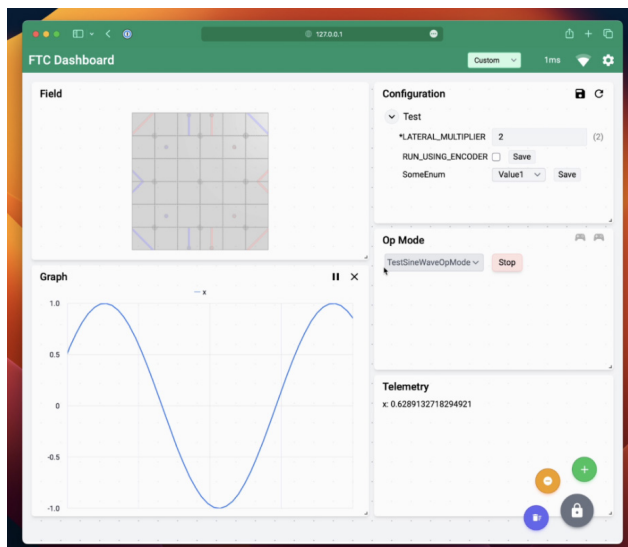 127.0.0.1
FTC Dashboard
Custom
1ms
Field
Configuration
Test
*LATERAL_MULTIPLIER 2 (2)
RUN_USING_ENCODER Save
SomeEnum Value1 Save
Op Mode
TestSineWaveOpMode Stop
Graph
x
1.0
0.5
0
-0.5
-1.0
Telemetry
x: 0.6289132718294921